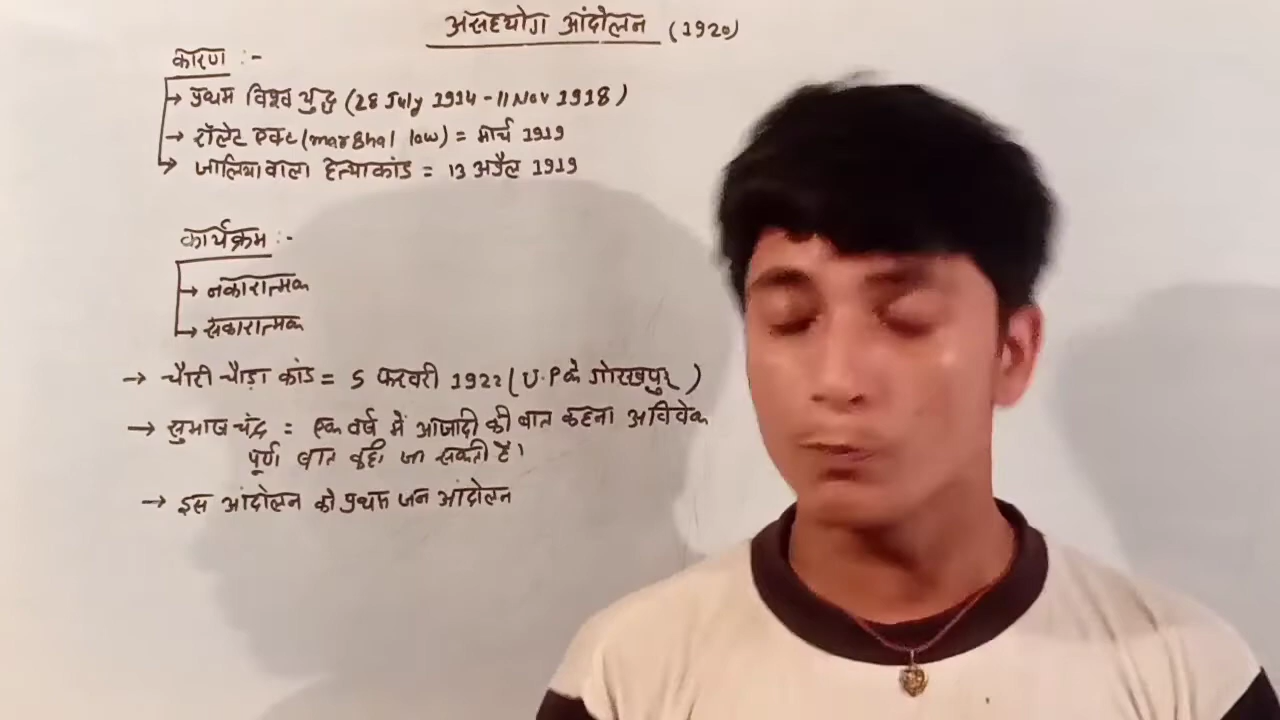 असहयोग आंदोलन (1920)
कारण :-
→ प्रथम विश्व युद्ध (28 July 1914 - 11 Nov 1918)
→ रॉलेट एक्ट (marshal low) = मार्च 1919
→ जालियावाला हत्याकांड = 13 अप्रैल 1919
कार्यक्रम :-
→ नकारात्मक
→ सकारात्मक
→ चौरी चौड़ा कांड = 5 फरवरी 1922 (U.P के गोरखपुर)
→ सुभाष चंद्र : एक वर्ष में आजादी की बात कहना अविवेक
पूर्ण बात कही जा सकती है।
→ इस आंदोलन को प्रथम जन आंदोलन